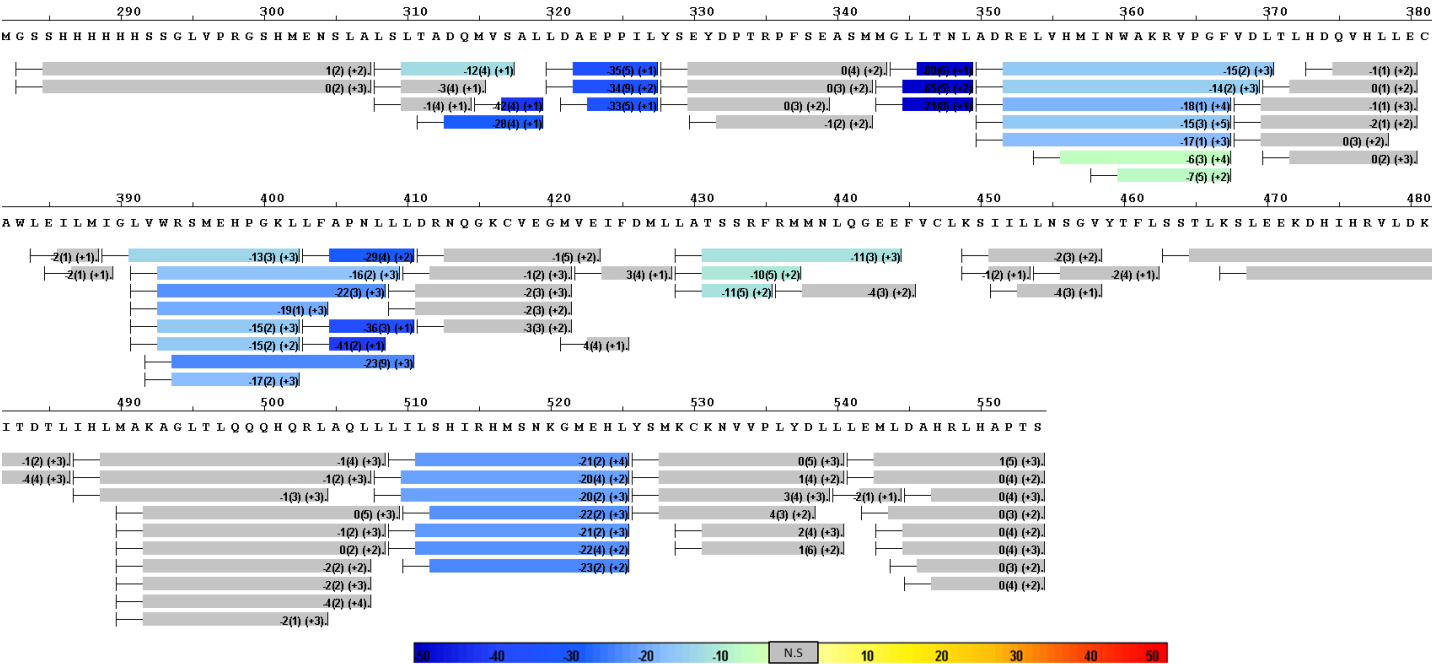 290 300 310 320 330 340 350 360 370 380
M G S S H H H H H H S S G L V P R G S H M E N S L A L S L T A D Q M V S A L L D A E P P I L Y S E Y D P T R P F S E A S M M G L L T N L A D R E L V H M I N W A K R V P G F V D L T L H D Q V H L L E C
1(2) (+2). -12(4) (+1) -35(5) (+1) 0(4) (+2). -80(6) (+1) -15(2) (+3) -1(1) (+2).
0(2) (+3). -3(4) (+1). -34(9) (+2) 0(3) (+2). -65(5) (+2) -14(2) (+3) 0(1) (+2).
-1(4) (+1). -42(4) (+1) -33(5) (+1) 0(3) (+2). (+1) -18(1) (+4) -1(1) (+3).
-28(4) (+1) -1(2) (+2). -15(3) (+5) -2(1) (+2).
-17(1) (+3) 0(3) (+2).
-6(3) (+4) 0(2) (+3).
-7(5) (+2)
390 400 410 420 430 440 450 460 470 480
A W L E I L M I G L V W R S M E H P G K L L F A P N L L L D R N Q G K C V E G M V E I F D M L L A T S S R F R M M N L Q G E E F V C L K S I I L L N S G V Y T F L S S T L K S L E E K D H I H R V L D K
-2(1) (+1). -13(3) (+3) -29(4) (+2) -1(5) (+2). -11(3) (+3) -2(3) (+2).
-2(1) (+1). -16(2) (+3) -1(2) (+3). 3(4) (+1). -10(5) (+2) -1(2) (+3). -2(4) (+1).
-22(3) (+3) -2(3) (+3). -11(5) (+2) -4(3) (+2). -4(3) (+1).
-19(1) (+3) -2(3) (+2).
-15(2) (+3) -36(3) (+1) -3(3) (+2).
-15(2) (+2) -41(2) (+1) 4(4) (+1).
-23(9) (+3)
-17(2) (+3)
490 500 510 520 530 540 550
I T D T L I H L M A K A G L T L Q Q Q H Q R L A Q L L L I L S H I R H M S N K G M E H L Y S M K C K N V V P L Y D L L L E M L D A H R L H A P T S
-1(2) (+3). -1(4) (+3). -21(2) (+4) 0(5) (+3). 1(5) (+3).
-4(4) (+3). -1(2) (+3). -20(4) (+2) 1(4) (+2). 0(4) (+2).
-1(3) (+3). -20(2) (+3) 3(4) (+3). -2(1) (+1). 0(4) (+3).
0(5) (+3). -22(2) (+3) 4(3) (+2). 0(3) (+2).
-1(2) (+3). -21(2) (+3) 2(4) (+3). 0(4) (+2).
0(2) (+2). -22(4) (+2) 1(6) (+2). 0(4) (+3).
-2(2) (+2). -23(2) (+2) 0(3) (+2).
-2(2) (+3). 0(4) (+2).
-4(2) (+4).
-2(1) (+3).
-50 -40 -30 -20 -10 N.S 10 20 30 40 50